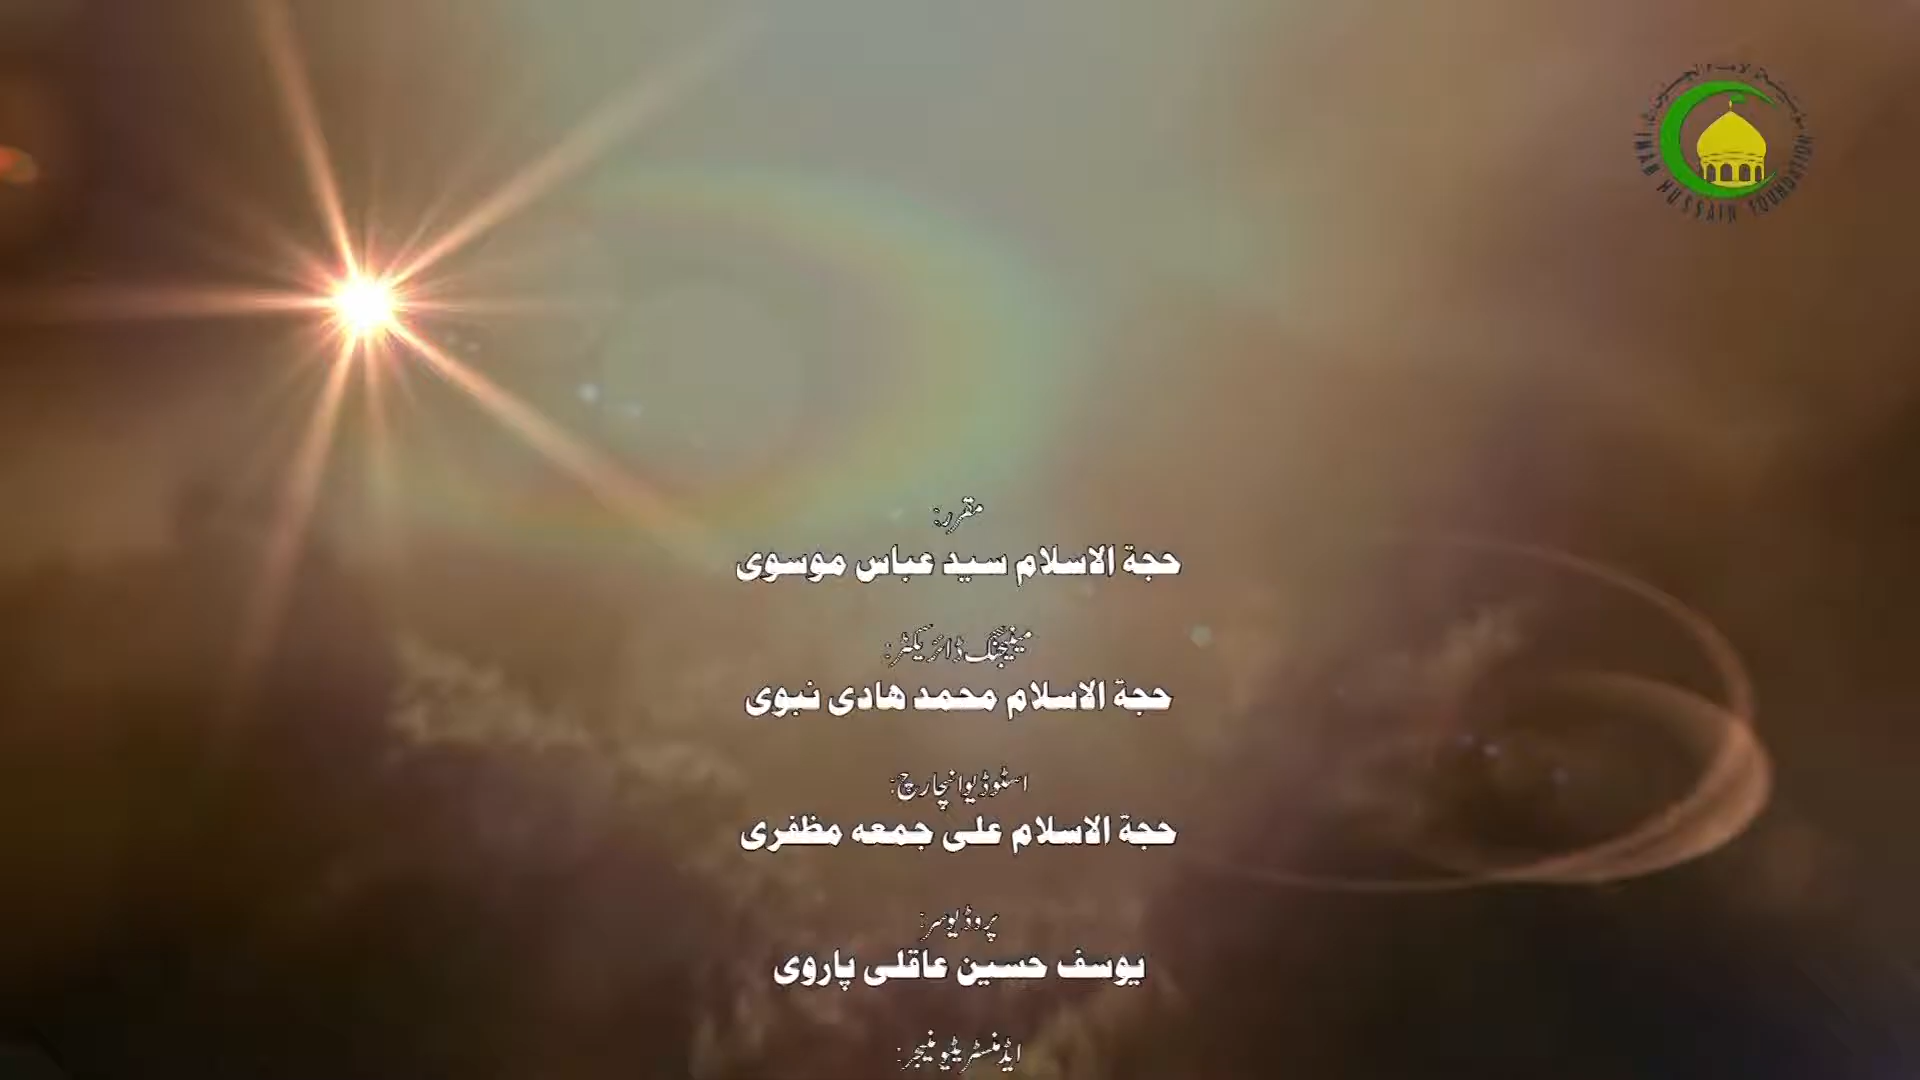 IMAM HUSSAIN FOUNDATION
مقرر:
حجة الاسلام سید عباس موسوی
مینیجنگ ڈائریکٹر:
حجة الاسلام محمد هادی نبوی
اسٹوڈیو انچارج:
حجة الاسلام علی جمعه مظفری
پروڈیوسر:
یوسف حسین عاقلی پاروی
ایڈمنسٹریٹیو منیجر: